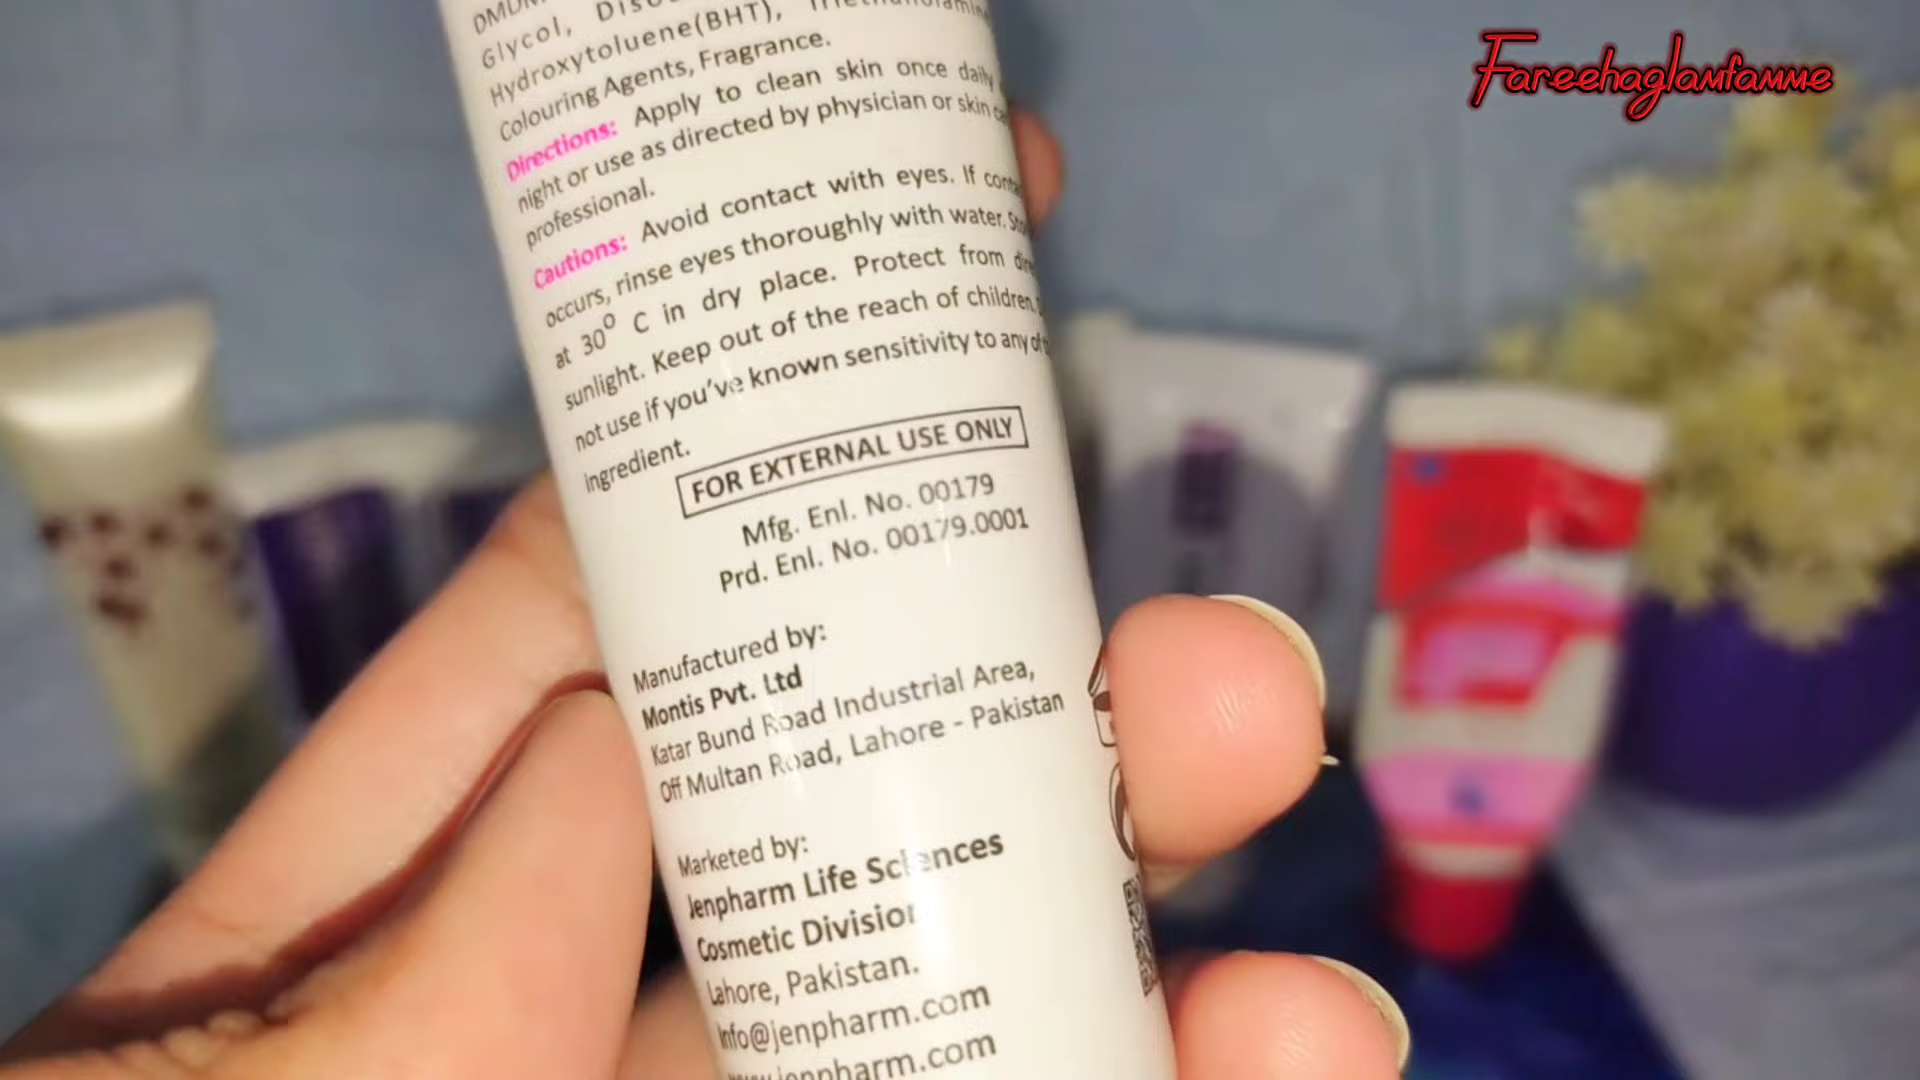 Fareehaglamfamme
Glycol,
Hydroxytoluene(BHT),
Colouring Agents, Fragrance.
Directions: Apply to clean skin once daily
night or use as directed by physician or skin
professional.
Cautions: Avoid contact with eyes. If
occurs, rinse eyes thoroughly with water.
at 30° C in dry place. Protect from
sunlight. Keep out of the reach of children.
not use if you've known sensitivity to any of
ingredient.
FOR EXTERNAL USE ONLY
Mfg. Enl. No. 00179
Prd. Enl. No. 00179.0001
Manufactured by:
Montis Pvt. Ltd
Katar Bund Road Industrial Area,
Off Multan Road, Lahore - Pakistan
Marketed by:
Jenpharm Life Sciences
Cosmetic Division
Lahore, Pakistan.
Info@jenpharm.com
www.jenpharm.com